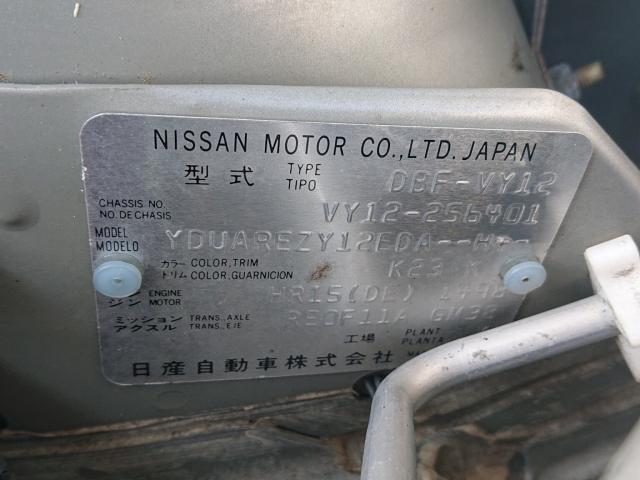 NISSAN MOTOR CO.,LTD. JAPAN
型式 TYPE TIPO DBF-VY12
CHASSIS NO. NO. DE CHASIS VY12-256401
MODEL MODELO YDUAREZY12EDA--H
カラー COLOR,TRIM トリム COLOR,GUARNICION K23 K
ENGINE MOTOR HR15(DE)
ミッション TRANS.,AXLE アクスル TRANS.,EJE RE0F11A
工場 PLANT PLANTA
日産自動車株式会社